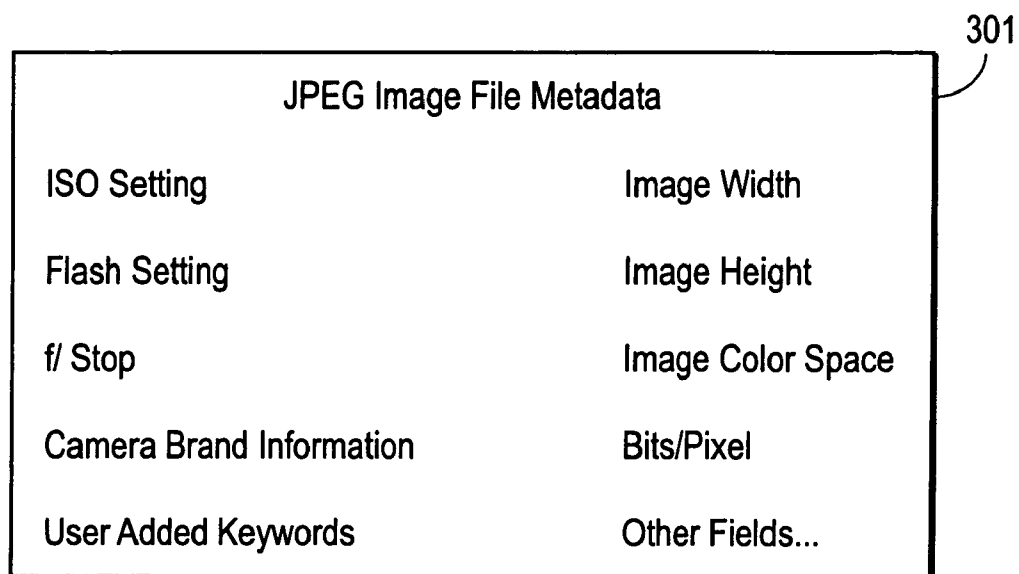 301
JPEG Image File Metadata
ISO Setting
Image Width
Flash Setting
Image Height
f/ Stop
Image Color Space
Camera Brand Information
Bits/Pixel
User Added Keywords
Other Fields...